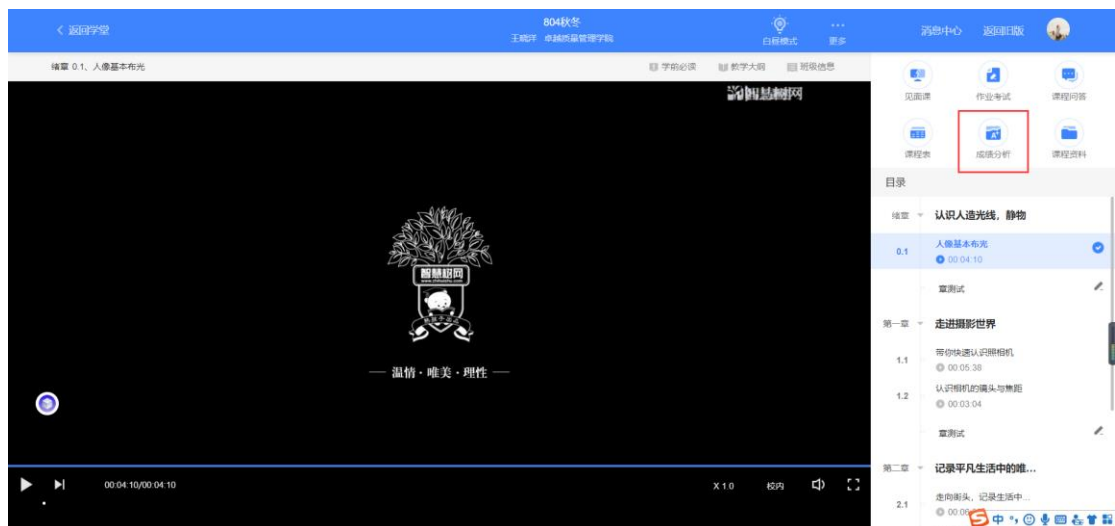 < 返回学堂
804秋冬
王晓洋 卓越质量管理学院
白昼模式
更多
消息中心
返回旧版
绪章 0.1、人像基本布光
学前必读
教学大纲
班级信息
智慧树网
见面课
作业考试
课程问答
课程表
成绩分析
课程资料
目录
绪章 认识人造光线，静物
0.1 人像基本布光
00:04:10
章测试
第一章 走进摄影世界
1.1 带你快速认识照相机
00:05:38
1.2 认识相机的镜头与焦距
00:03:04
章测试
第二章 记录平凡生活中的唯...
2.1 走向街头，记录生活中...
智慧树网
www.zhihuishu.com
— 温情·唯美·理性 —
00:04:10/00:04:10
X 1.0
校内
中